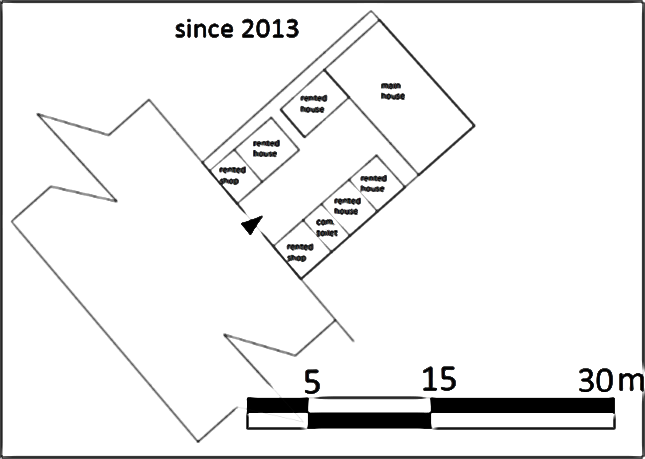 since 2013
main
house
rented
house
rented
house
rented
shop
rented
house
rented
house
com.
toilet
rented
shop
5
15
30m